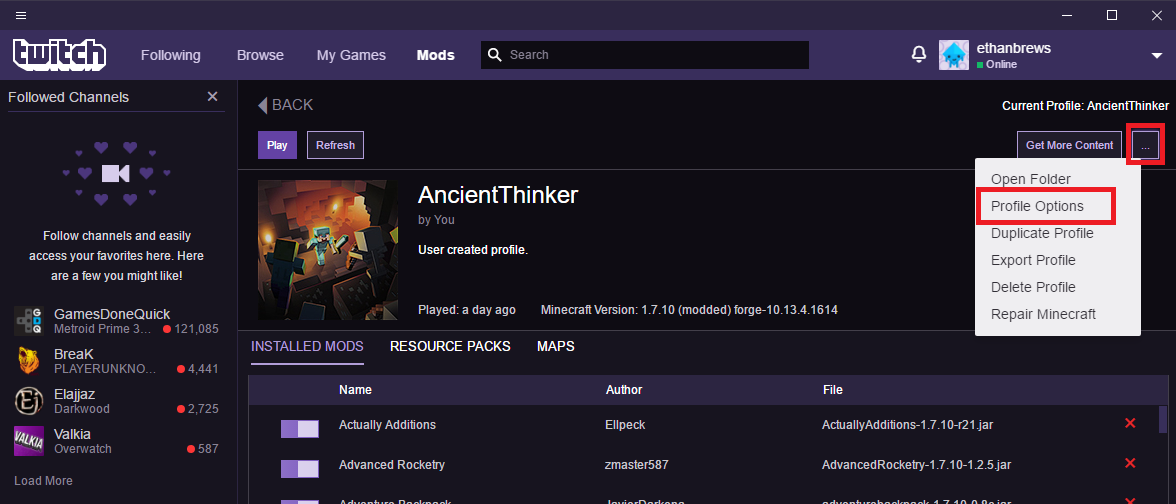 twitch
Following
Browse
My Games
Mods
Search
ethanbrews
Online
Followed Channels
Follow channels and easily
access your favorites here. Here
are a few you might like!
GamesDoneQuick
Metroid Prime 3... 121,085
BreaK
PLAYERUNKNO... 4,441
Elajjaz
Darkwood 2,725
VALKIA
Valkia
Overwatch 587
Load More
BACK
Current Profile: AncientThinker
Play
Refresh
Get More Content
...
Open Folder
Profile Options
Duplicate Profile
Export Profile
Delete Profile
Repair Minecraft
AncientThinker
by You
User created profile.
Played: a day ago Minecraft Version: 1.7.10 (modded) forge-10.13.4.1614
INSTALLED MODS RESOURCE PACKS MAPS
Name Author File
Actually Additions Ellpeck ActuallyAdditions-1.7.10-r21.jar
Advanced Rocketry zmaster587 AdvancedRocketry-1.7.10-1.2.5.jar